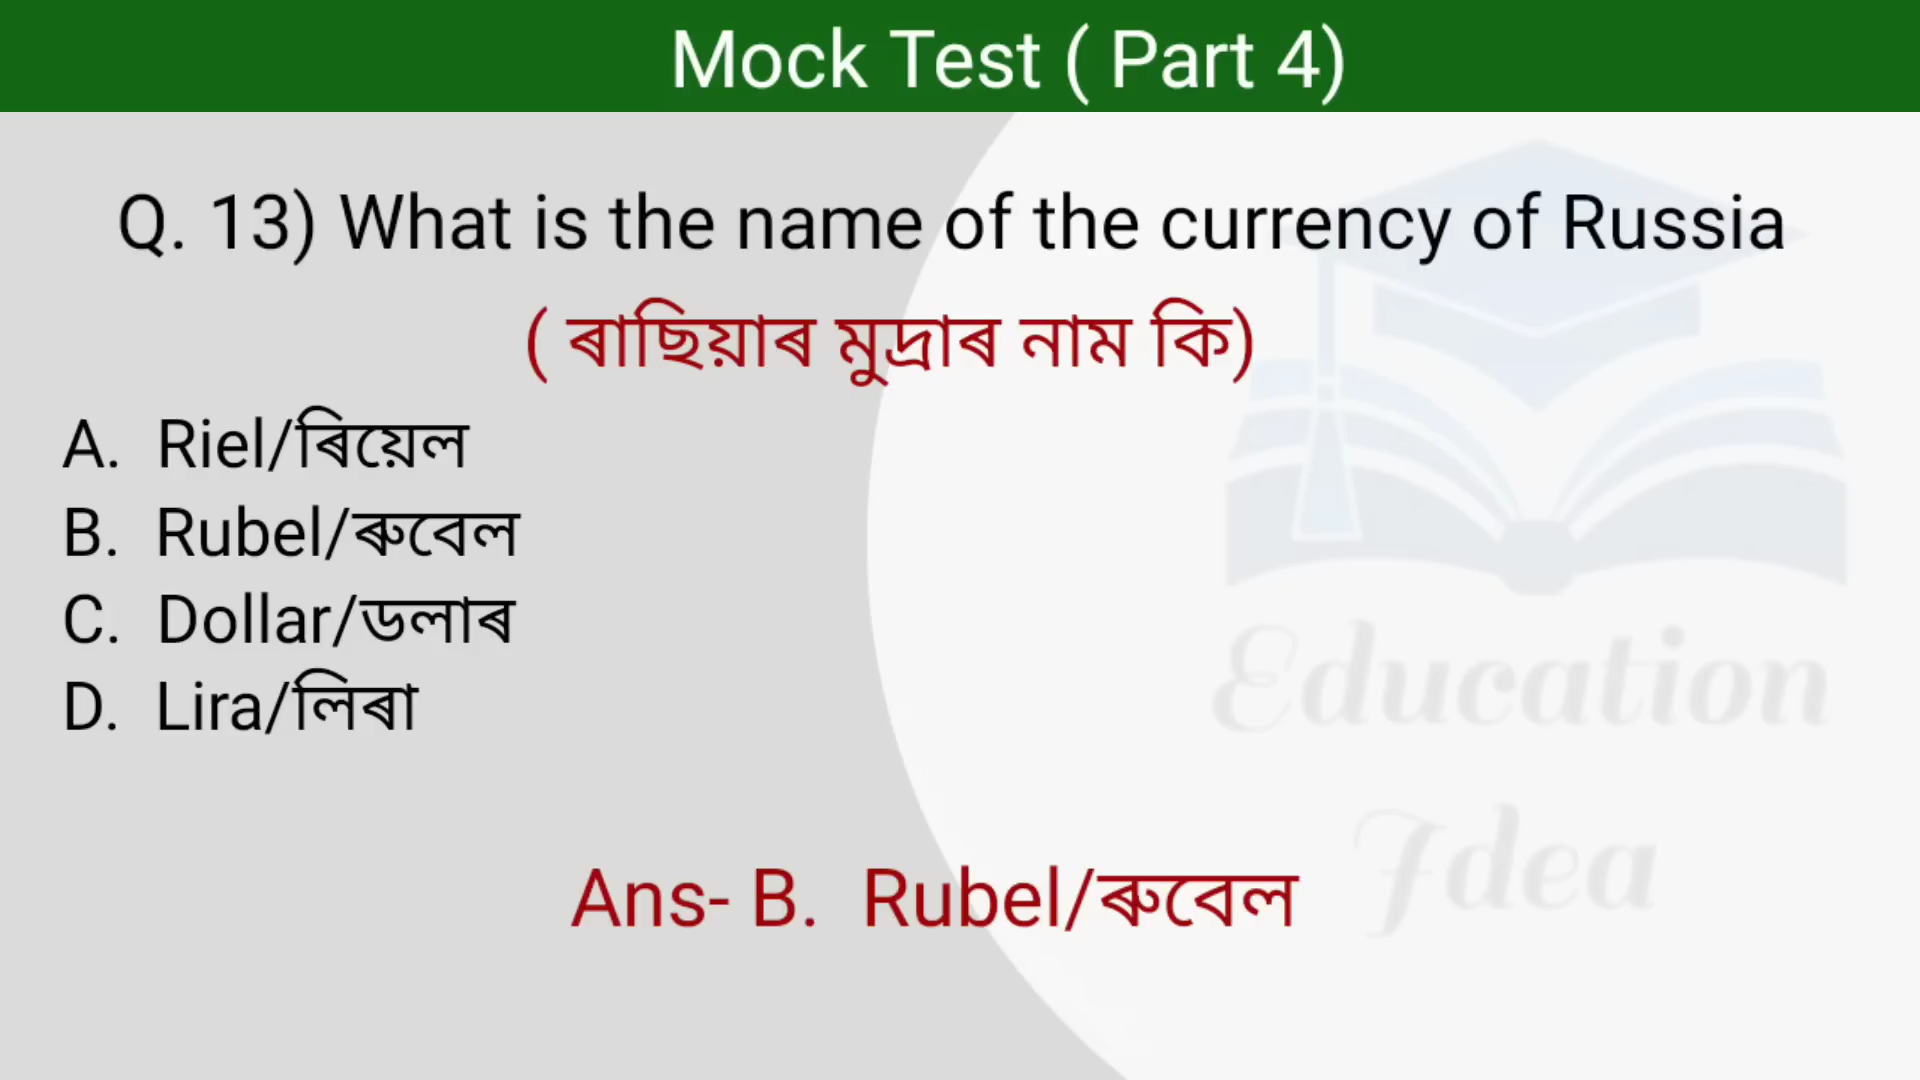 Mock Test ( Part 4)
Q. 13) What is the name of the currency of Russia
( ৰাছিয়াৰ মুদ্ৰাৰ নাম কি)
A. Riel/ৰিয়েল
B. Rubel/ৰুবেল
C. Dollar/ডলাৰ
D. Lira/লিৰা
Education
Idea
Ans- B. Rubel/ৰুবেল